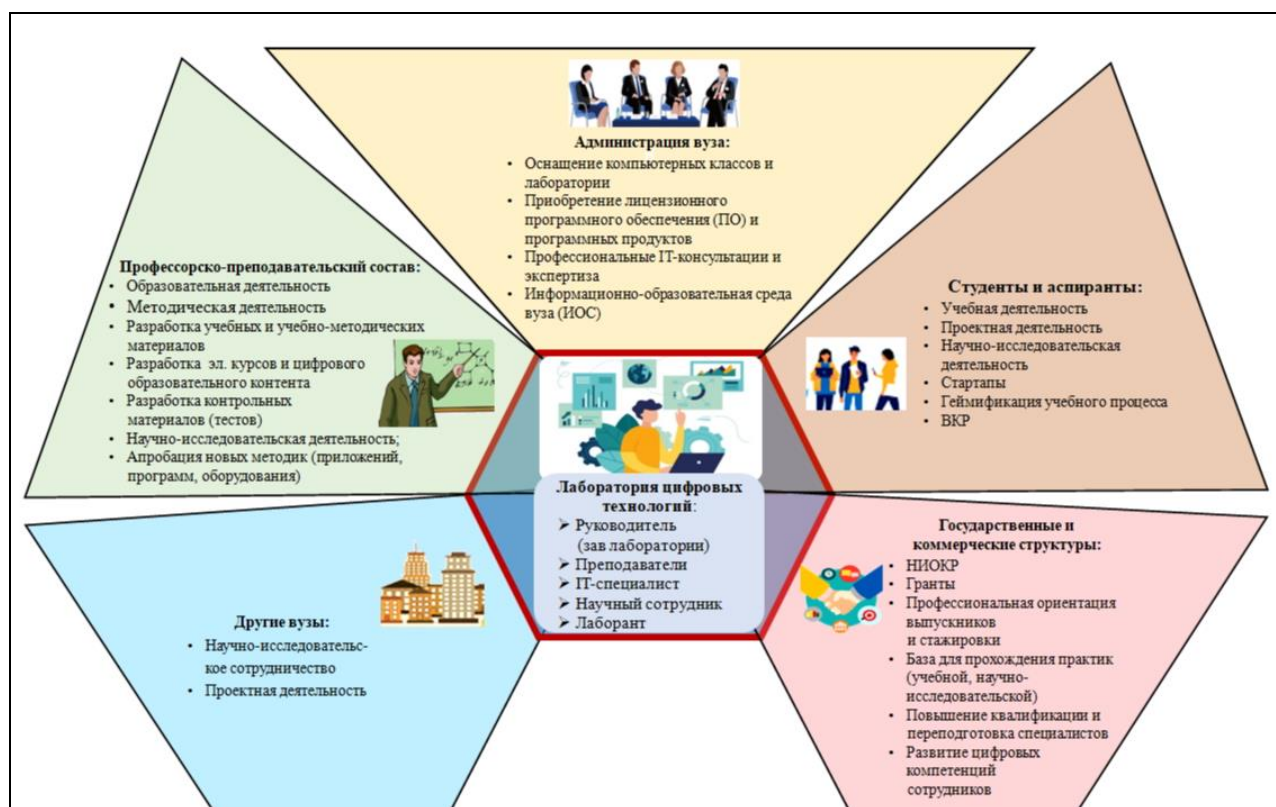 Администрация вуза:
• Оснащение компьютерных классов и
лаборатории
• Приобретение лицензионного
программного обеспечения (ПО) и
программных продуктов
• Профессиональные IT-консультации и
экспертиза
• Информационно-образовательная среда
вуза (ИОС)
Профессорско-преподавательский состав:
• Образовательная деятельность
• Методическая деятельность
• Разработка учебных и учебно-методических
материалов
• Разработка эл. курсов и цифрового
образовательного контента
• Разработка контрольных
материалов (тестов)
• Научно-исследовательская деятельность;
• Апробация новых методик (приложений,
программ, оборудования)
Студенты и аспиранты:
• Учебная деятельность
• Проектная деятельность
• Научно-исследовательская
деятельность
• Стартапы
• Геймификация учебного процесса
• ВКР
Лаборатория цифровых
технологий:
➢ Руководитель
(зав лаборатории)
➢ Преподаватели
➢ IT-специалист
➢ Научный сотрудник
➢ Лаборант
Другие вузы:
• Научно-исследовательс-
кое сотрудничество
• Проектная деятельность
Государственные и
коммерческие структуры:
• НИОКР
• Гранты
• Профессиональная ориентация
выпускников
и стажировки
• База для прохождения практик
(учебной, научно-
исследовательской)
• Повышение квалификации и
переподготовка специалистов
• Развитие цифровых
компетенций
сотрудников